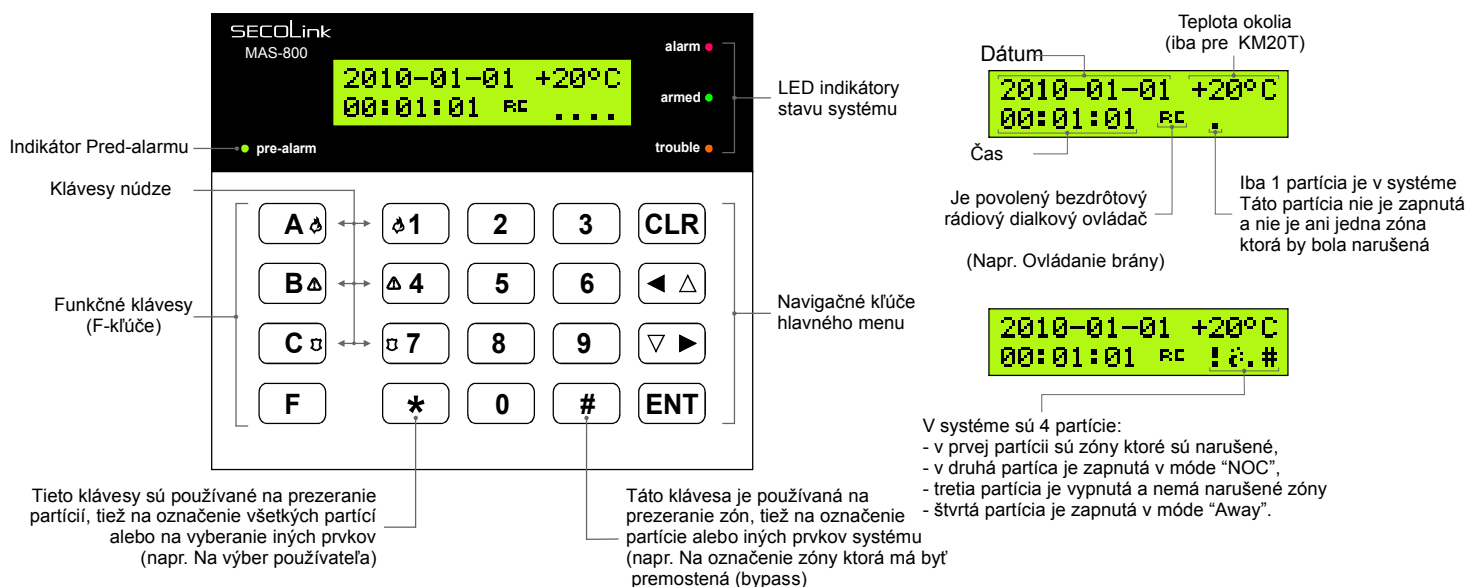 SECOLink
MAS-800
2010-01-01 +20°C
00:01:01 RC ....
alarm
armed
trouble
pre-alarm
LED indikátory
stavu systému
Indikátor Pred-alarmu
Klávesy núdze
Funkčné klávesy
(F-kľúče)
A 1 2 3 CLR
B 4 5 6 ◀ △
C 7 8 9 ▽ ▶
F * 0 # ENT
Navigačné kľúče
hlavného menu
Tieto klávesy sú používané na prezeranie
partícií, tiež na označenie všetkých partící
alebo na vyberanie iných prvkov
(napr. Na výber používateľa)
Táto klávesa je používaná na
prezeranie zón, tiež na označenie
partície alebo iných prvkov systému
(napr. Na označenie zóny ktorá má byť
premostená (bypass)
Teplota okolia
(iba pre KM20T)
Dátum
2010-01-01 +20°C
00:01:01 RC .
Čas
Je povolený bezdrôtový
rádiový dialkový ovládač
(Napr. Ovládanie brány)
Iba 1 partícia je v systéme
Táto partícia nie je zapnutá
a nie je ani jedna zóna
ktorá by bola narušená
2010-01-01 +20°C
00:01:01 RC ! .#
V systéme sú 4 partície:
- v prvej partícii sú zóny ktoré sú narušené,
- v druhá partíca je zapnutá v móde “NOC”,
- tretia partícia je vypnutá a nemá narušené zóny
- štvrtá partícia je zapnutá v móde “Away”.